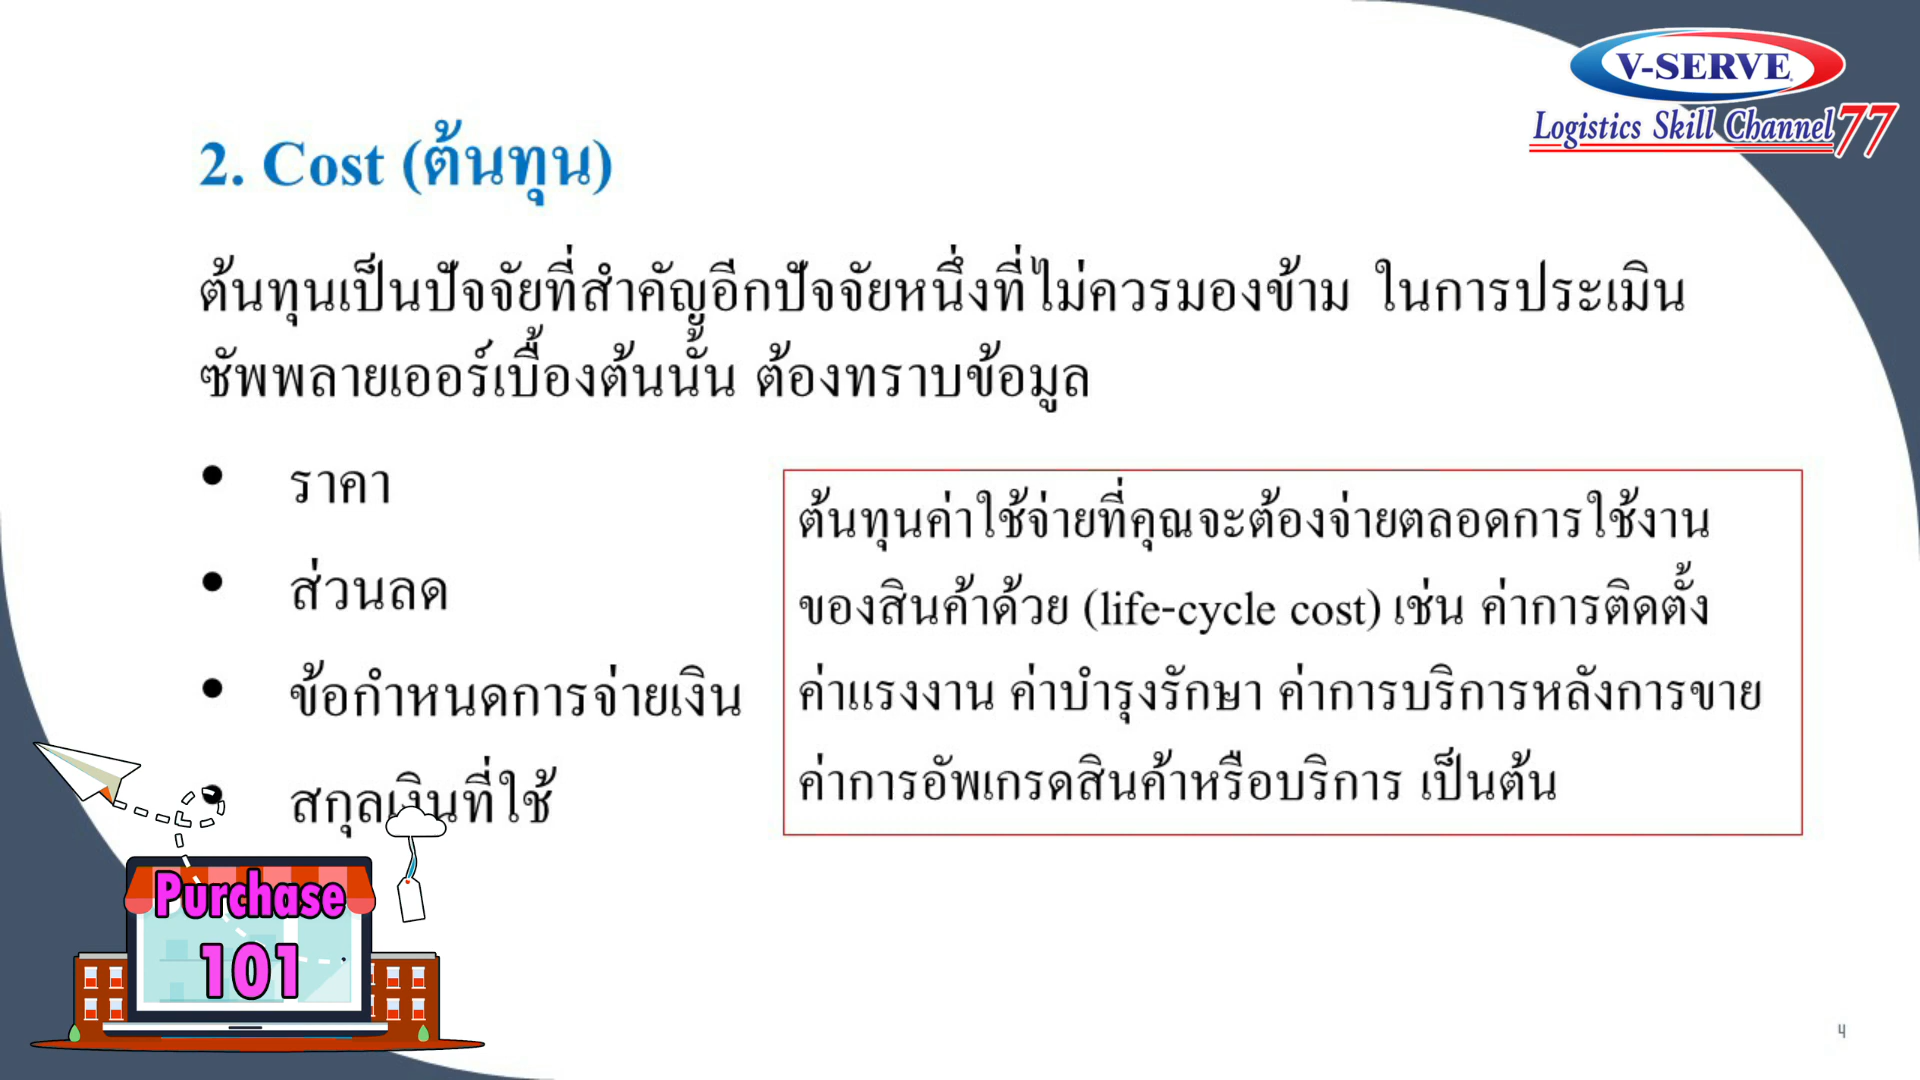 V-SERVE
Logistics Skill Channel 77
2. Cost (ต้นทุน)
ต้นทุนเป็นปัจจัยที่สำคัญอีกปัจจัยหนึ่งที่ไม่ควรมองข้าม ในการประเมิน
ซัพพลายเออร์เบื้องต้นนั้น ต้องทราบข้อมูล
• ราคา
• ส่วนลด
• ข้อกำหนดการจ่ายเงิน
• สกุลเงินที่ใช้
ต้นทุนค่าใช้จ่ายที่คุณจะต้องจ่ายตลอดการใช้งาน
ของสินค้าด้วย (life-cycle cost) เช่น ค่าการติดตั้ง
ค่าแรงงาน ค่าบำรุงรักษา ค่าการบริการหลังการขาย
ค่าการอัพเกรดสินค้าหรือบริการ เป็นต้น
Purchase
101